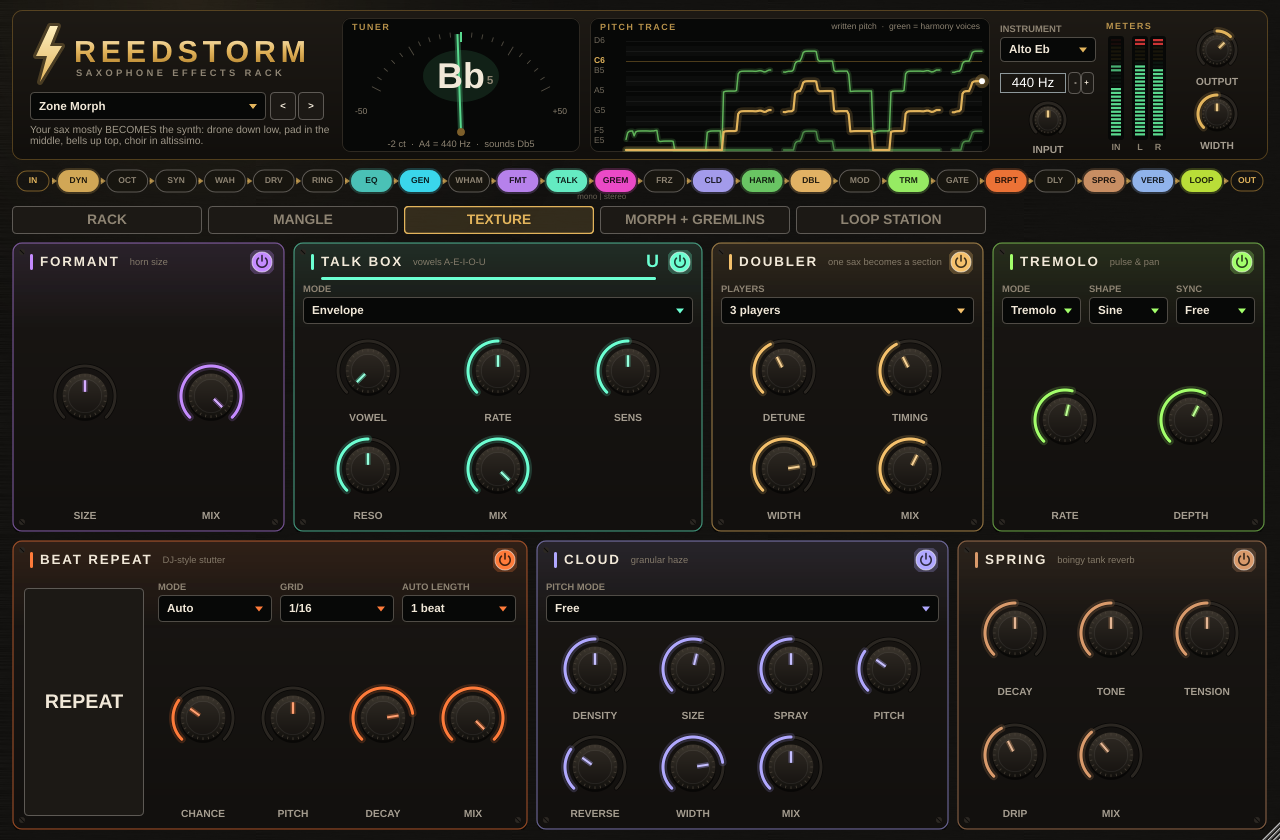 REEDSTORM
SAXOPHONE EFFECTS RACK
Zone Morph
<
>
Your sax mostly BECOMES the synth: drone down low, pad in the
middle, bells up top, choir in altissimo.
TUNER
Bb5
-50
+50
-2 ct · A4 = 440 Hz · sounds Db5
PITCH TRACE
written pitch · green = harmony voices
D6
C6
B5
A5
G5
F5
E5
INSTRUMENT
Alto Eb
440 Hz
-
+
INPUT
METERS
IN L R
OUTPUT
WIDTH
IN DYN OCT SYN WAH DRV RING EQ GEN WHAM FMT TALK GREM FRZ CLD HARM DBL MOD TRM GATE BRPT DLY SPRG VERB LOOP OUT
mono | stereo
RACK
MANGLE
TEXTURE
MORPH + GREMLINS
LOOP STATION
FORMANT horn size
SIZE
MIX
TALK BOX vowels A-E-I-O-U
U
MODE
Envelope
VOWEL
RATE
SENS
RESO
MIX
DOUBLER one sax becomes a section
PLAYERS
3 players
DETUNE
TIMING
WIDTH
MIX
TREMOLO pulse & pan
MODE
SHAPE
SYNC
Tremolo
Sine
Free
RATE
DEPTH
BEAT REPEAT DJ-style stutter
REPEAT
MODE
GRID
AUTO LENGTH
Auto
1/16
1 beat
CHANCE
PITCH
DECAY
MIX
CLOUD granular haze
PITCH MODE
Free
DENSITY
SIZE
SPRAY
PITCH
REVERSE
WIDTH
MIX
SPRING boingy tank reverb
DECAY
TONE
TENSION
DRIP
MIX